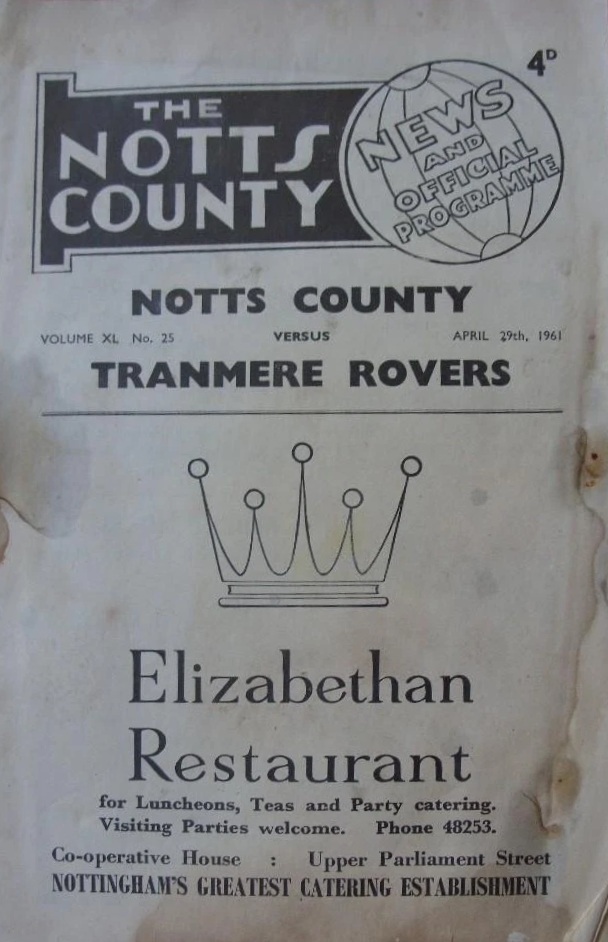 4D
THE
NOTTS
COUNTY
NEWS
AND
OFFICIAL
PROGRAMME
NOTTS COUNTY
VOLUME XL No. 25 VERSUS APRIL 29th, 1961
TRANMERE ROVERS
Elizabethan
Restaurant
for Luncheons, Teas and Party catering.
Visiting Parties welcome. Phone 48253.
Co-operative House : Upper Parliament Street
NOTTINGHAM'S GREATEST CATERING ESTABLISHMENT